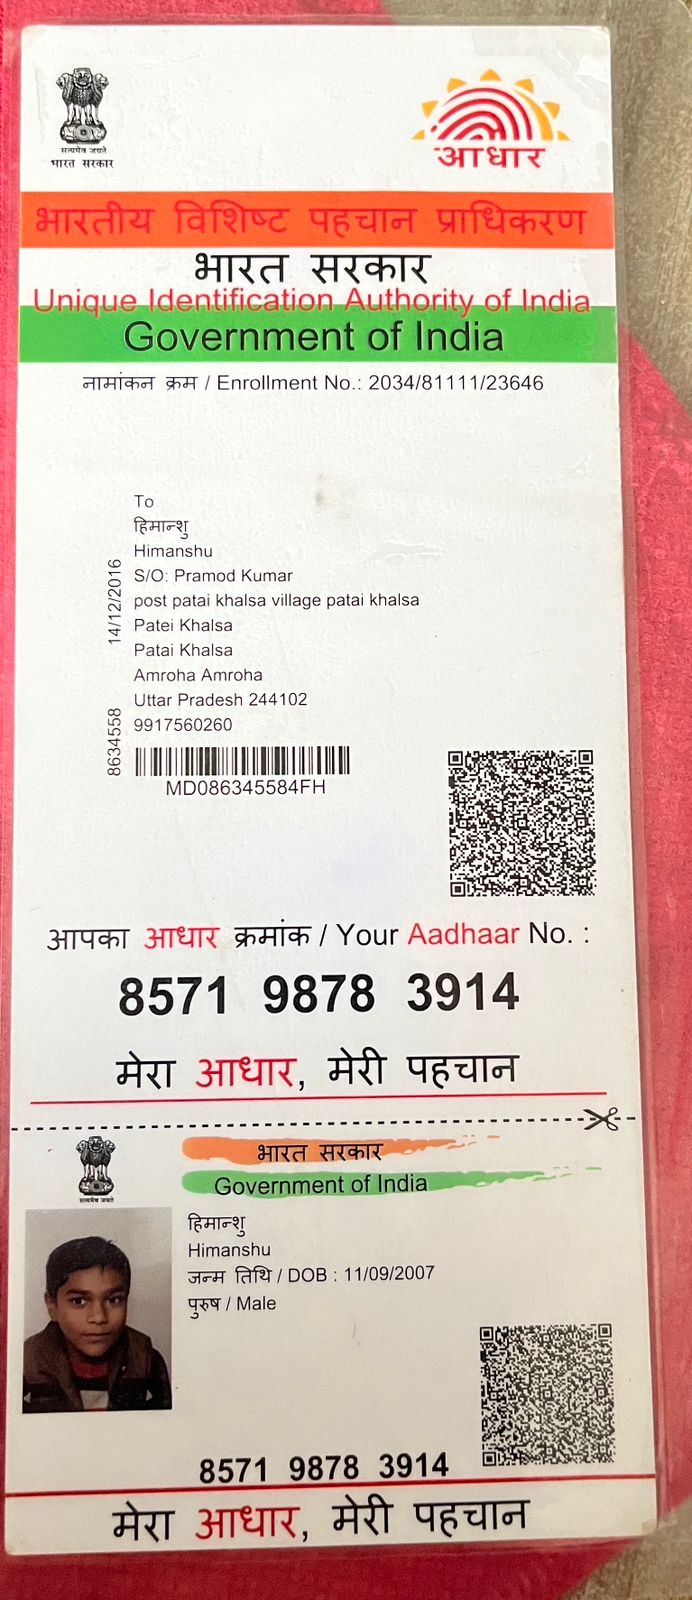 सत्यमेव जयते
भारत सरकार
आधार
भारतीय विशिष्ट पहचान प्राधिकरण
भारत सरकार
Unique Identification Authority of India
Government of India
नामांकन क्रम / Enrollment No.: 2034/81111/23646
To
हिमान्शु
Himanshu
S/O: Pramod Kumar
post patai khalsa village patai khalsa
Patei Khalsa
Patai Khalsa
Amroha Amroha
Uttar Pradesh 244102
9917560260
14/12/2016
8634558
MD086345584FH
आपका आधार क्रमांक / Your Aadhaar No. :
8571 9878 3914
मेरा आधार, मेरी पहचान
सत्यमेव जयते
भारत सरकार
Government of India
हिमान्शु
Himanshu
जन्म तिथि / DOB : 11/09/2007
पुरुष / Male
8571 9878 3914
मेरा आधार, मेरी पहचान